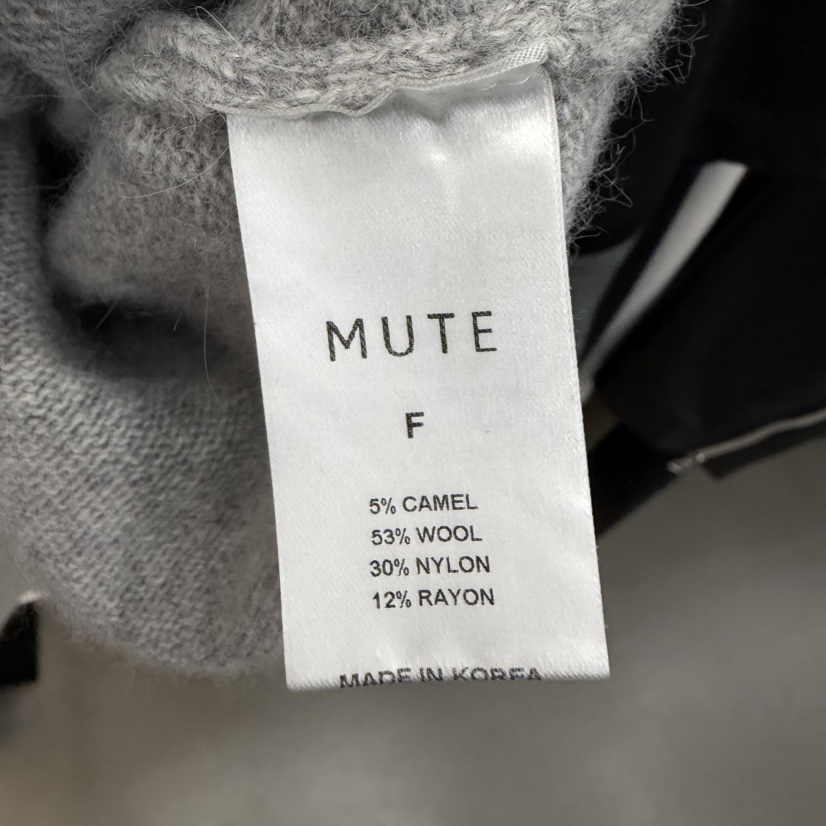 MUTE
F
5% CAMEL
53% WOOL
30% NYLON
12% RAYON
MADE IN KOREA